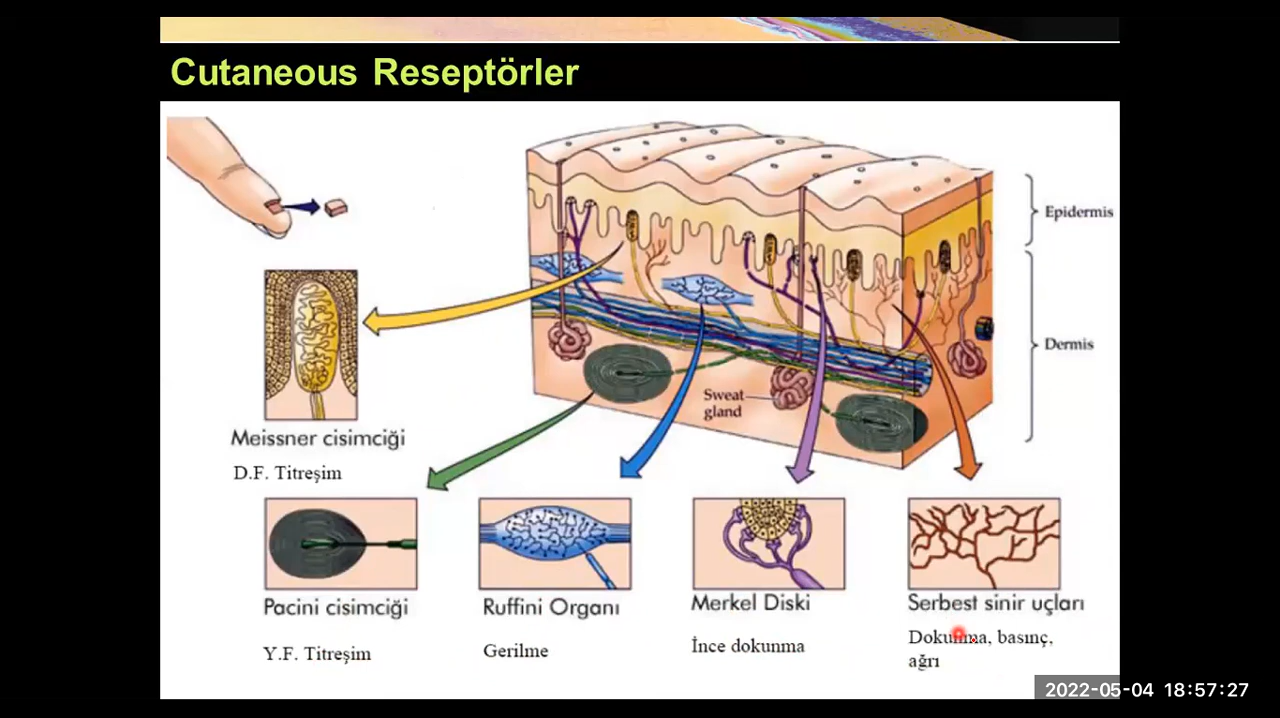 Cutaneous Reseptörler
Epidermis
Dermis
Sweat
gland
Meissner cisimciği
D.F. Titreşim
Pacini cisimciği
Y.F. Titreşim
Ruffini Organı
Gerilme
Merkel Diski
İnce dokunma
Serbest sinir uçları
Dokunma, basınç,
ağrı
2022-05-04 18:57:27